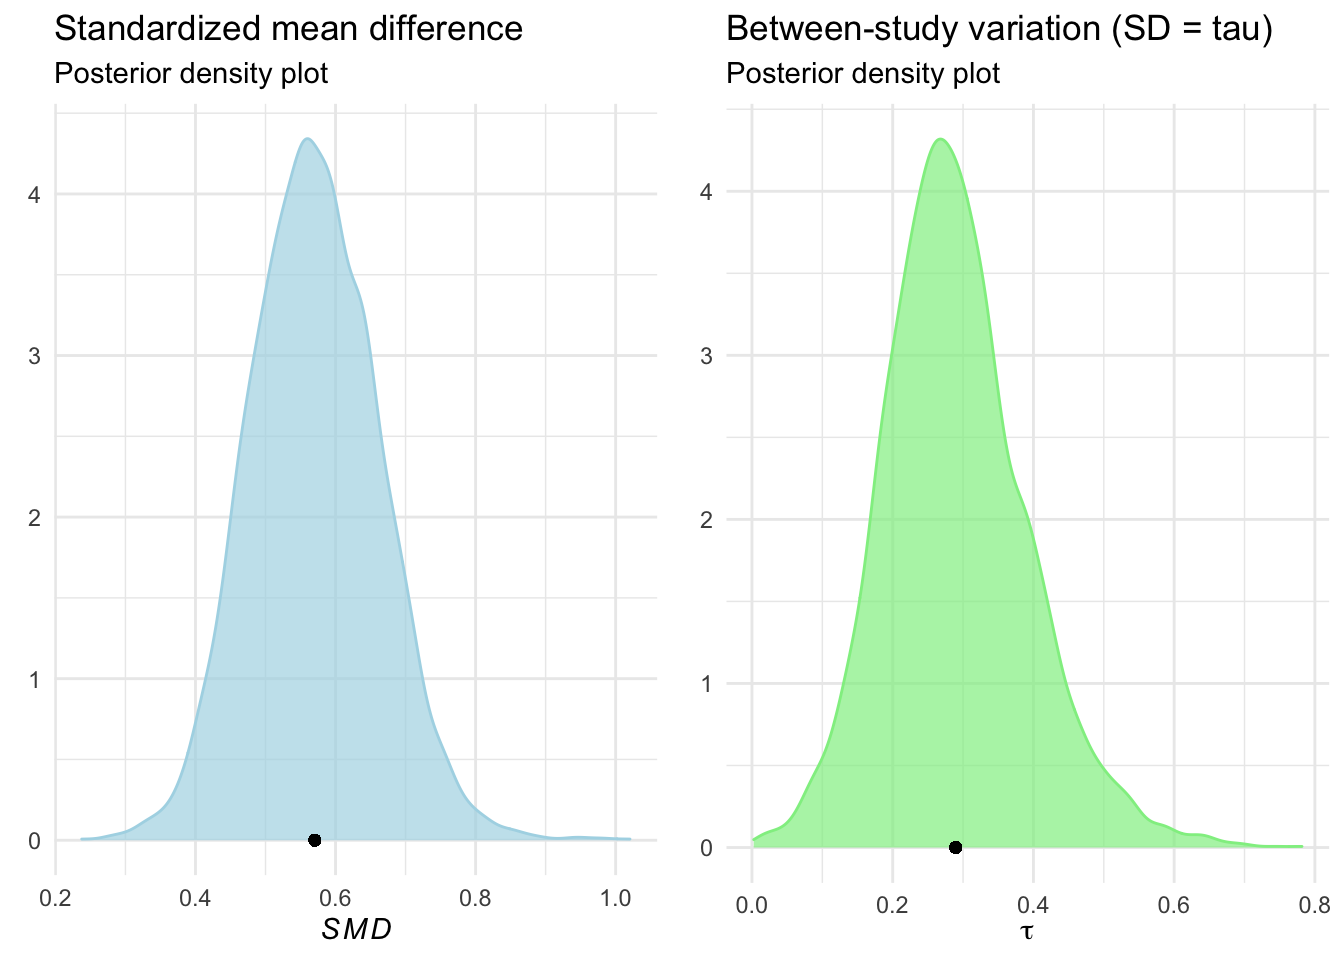 Standardized mean difference
Posterior density plot
4
3
2
1
0
0.2 0.4 0.6 0.8 1.0
SMD
Between-study variation (SD = tau)
Posterior density plot
4
3
2
1
0
0.0 0.2 0.4 0.6 0.8
τ